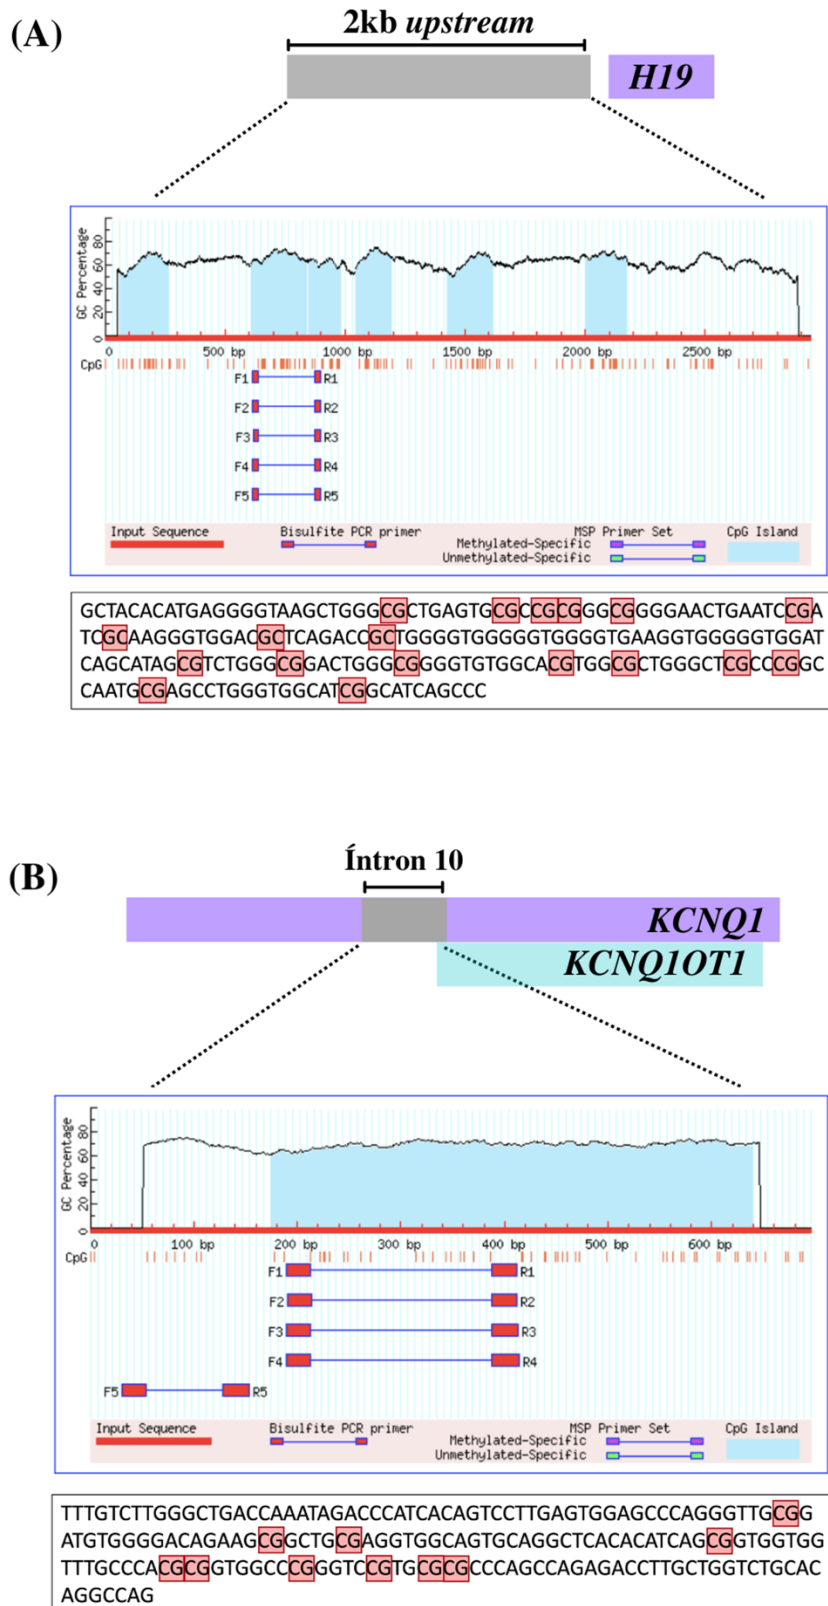 (A)
2kb upstream
H19
GC Percentage
0 20 40 60 80
0 500 bp 1000 bp 1500 bp 2000 bp 2500 bp
CpG
F1 R1
F2 R2
F3 R3
F4 R4
F5 R5
Input Sequence Bisulfite PCR primer MSP Primer Set CpG Island
Methylated-Specific
Unmethylated-Specific
GCTACACATGAGGGGTAAGCTGGGCGCTGAGTGCGCCGCGGGCGGGGAACTGAATCCGA
TCGCAAGGGTGGACGCTCAGACCGCTGGGGTGGGGGTGGGGTGAAGGTGGGGGTGGAT
CAGCATAGCGTCTGGGCGGACTGGGCGGGGTGTGGCACGTGGCGCTGGGCTCGCCCGGC
CAATGCGAGCCTGGGTGGCATCGGCATCAGCCC
(B)
Íntron 10
KCNQ1
KCNQ1OT1
GC Percentage
0 20 40 60 80
0 100 bp 200 bp 300 bp 400 bp 500 bp 600 bp
CpG
F1 R1
F2 R2
F3 R3
F4 R4
F5 R5
Input Sequence Bisulfite PCR primer MSP Primer Set CpG Island
Methylated-Specific
Unmethylated-Specific
TTTGTCTTGGGCTGACCAAATAGACCCATCACAGTCCTTGAGTGGAGCCCAGGGTTGCGG
ATGTGGGGACAGAAGCGGCTGCGAGGTGGCAGTGCAGGCTCACACATCAGCGGTGGTGG
TTTGCCCACGCGGTGGCCCCGGGTCCGTGCGCGCCCAGCCAGAGACCTTGCTGGTCTGCAC
AGGCCAG